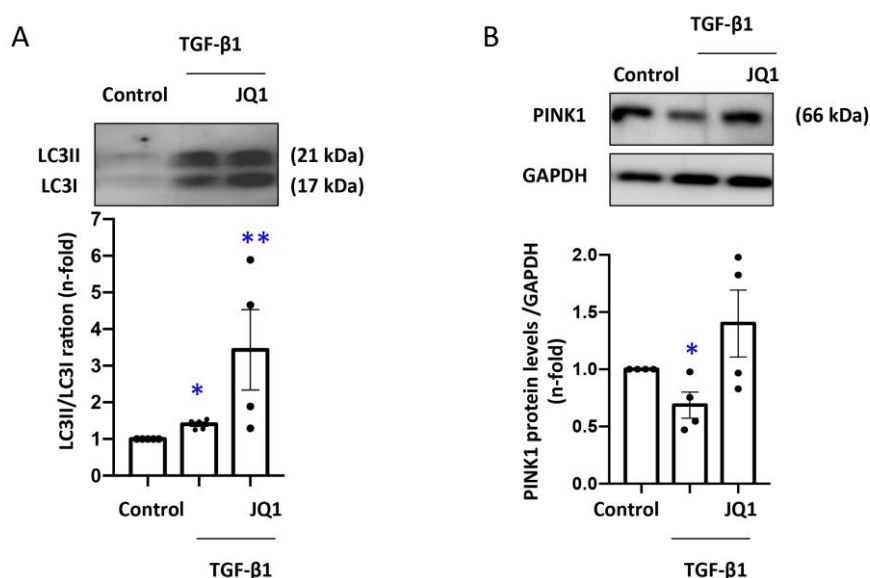 A
TGF-β1
Control JQ1
LC3II (21 kDa)
LC3I (17 kDa)
LC3II/LC3I ration (n-fold)
7
6
5
4
3
2
1
0
**
*
Control JQ1
TGF-β1
B
TGF-β1
Control JQ1
PINK1 (66 kDa)
GAPDH
PINK1 protein levels /GAPDH
(n-fold)
2.0
1.5
1.0
0.5
0.0
*
Control JQ1
TGF-β1